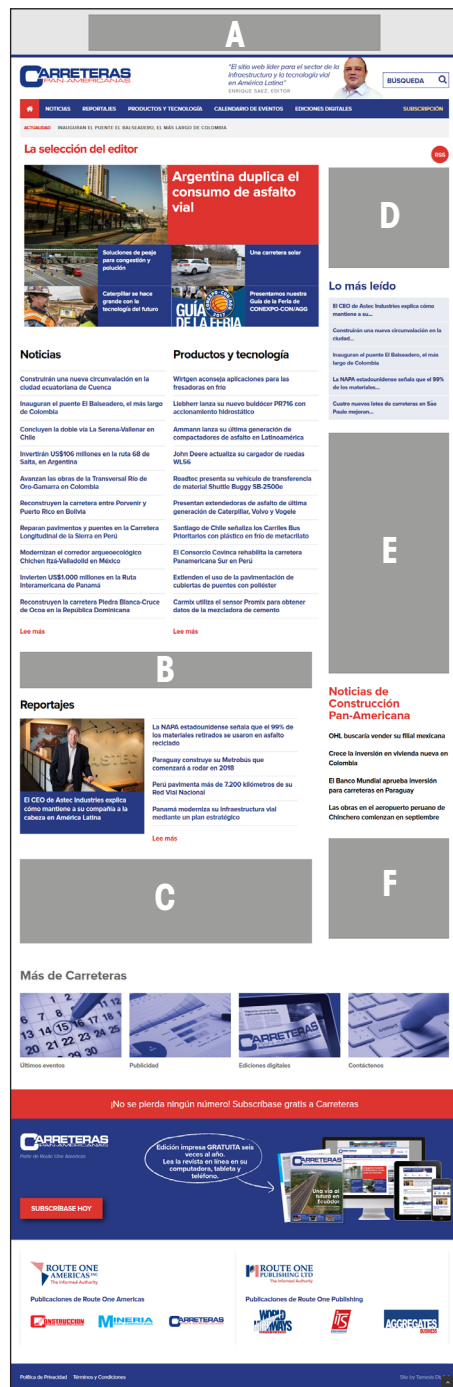 A
CARRETERAS
PAN-AMERICANAS
"El sitio web líder para el sector de la
infraestructura y la tecnología vial
en América Latina"
ENRIQUE SAEZ, EDITOR
BÚSQUEDA
NOTICIAS REPORTAJES PRODUCTOS Y TECNOLOGÍA CALENDARIO DE EVENTOS EDICIONES DIGITALES SUBSCRIPCIÓN
ACTUALIDAD INAUGURAN EL PUENTE EL BALSEADERO, EL MÁS LARGO DE COLOMBIA
La selección del editor
RSS
Argentina duplica el
consumo de asfalto
vial
Soluciones de peaje
para congestión y
polución
Una carretera solar
Caterpillar se hace
grande con la
tecnología del futuro
GUÍA
DE LA FERIA
Presentamos nuestra
Guía de la Feria de
CONEXPO-CON/AGG
D
Lo más leído
El CEO de Astec Industries explica cómo
mantiene a su...
Construirán una nueva circunvalación en la
ciudad...
Inauguran el puente El Balseadero, el más
largo de Colombia
La NAPA estadounidense señala que el 99%
de los materiales...
Cuatro nuevos lotes de carreteras en São
Paulo mejoran...
Noticias
Construirán una nueva circunvalación en la
ciudad ecuatoriana de Cuenca
Inauguran el puente El Balseadero, el más largo
de Colombia
Concluyen la doble vía La Serena-Vallenar en
Chile
Invertirán US$106 millones en la ruta 68 de
Salta, en Argentina
Avanzan las obras de la Transversal Río de
Oro-Gamarra en Colombia
Reconstruyen la carretera entre Porvenir y
Puerto Rico en Bolivia
Reparan pavimentos y puentes en la Carretera
Longitudinal de la Sierra en Perú
Modernizan el corredor arqueoecológico
Chichen Itzá-Valladolid en México
Invierten US$1.000 millones en la Ruta
Interamericana de Panamá
Reconstruyen la carretera Piedra Blanca-Cruce
de Ocoa en la República Dominicana
Lee más
Productos y tecnología
Wirtgen aconseja aplicaciones para las
fresadoras en frío
Liebherr lanza su nuevo buldócer PR716 con
accionamiento hidrostático
Ammann lanza su última generación de
compactadores de asfalto en Latinoamérica
John Deere actualiza su cargador de ruedas
WL56
Roadtec presenta su vehículo de transferencia
de material Shuttle Buggy SB-2500e
Presentan extendedoras de asfalto de última
generación de Caterpillar, Volvo y Vogele
Santiago de Chile señaliza los Carriles Bus
Prioritarios con plástico en frío de metacrilato
El Consorcio Covinca rehabilita la carretera
Panamericana Sur en Perú
Extienden el uso de la pavimentación de
cubiertas de puentes con poliéster
Carmix utiliza el sensor Promix para obtener
datos de la mezcladora de cemento
Lee más
E
B
Reportajes
El CEO de Astec Industries explica
cómo mantiene a su compañía a la
cabeza en América Latina
La NAPA estadounidense señala que el 99% de
los materiales retirados se usaron en asfalto
reciclado
Paraguay construye su Metrobús que
comenzará a rodar en 2018
Perú pavimenta más de 7.200 kilómetros de su
Red Vial Nacional
Panamá moderniza su infraestructura vial
mediante un plan estratégico
Lee más
Noticias de
Construcción
Pan-Americana
OHL buscaría vender su filial mexicana
Crece la inversión en vivienda nueva en
Colombia
El Banco Mundial aprueba inversión
para carreteras en Paraguay
Las obras en el aeropuerto peruano de
Chinchero comienzan en septiembre
C
F
Más de Carreteras
Últimos eventos
Publicidad
Ediciones digitales
Contáctenos
¡No se pierda ningún número! Subscríbase gratis a Carreteras
CARRETERAS
PAN-AMERICANAS
Parte de Route One Americas
Edición impresa GRATUITA seis
veces al año.
Lea la revista en línea en su
computadora, tableta y
teléfono.
CARRETERAS
Una vía al
futuro en
Ecuador
SUBSCRÍBASE HOY
ROUTE ONE
AMERICAS INC
The Informed Authority
Publicaciones de Route One Americas
CONSTRUCCION
MINERIA
CARRETERAS
ROUTE ONE
PUBLISHING LTD
The Informed Authority
Publicaciones de Route One Publishing
WORLD
HIGHWAYS
ITS
AGGREGATES
BUSINESS
Política de Privacidad Términos y Condiciones
Site by Tamesis